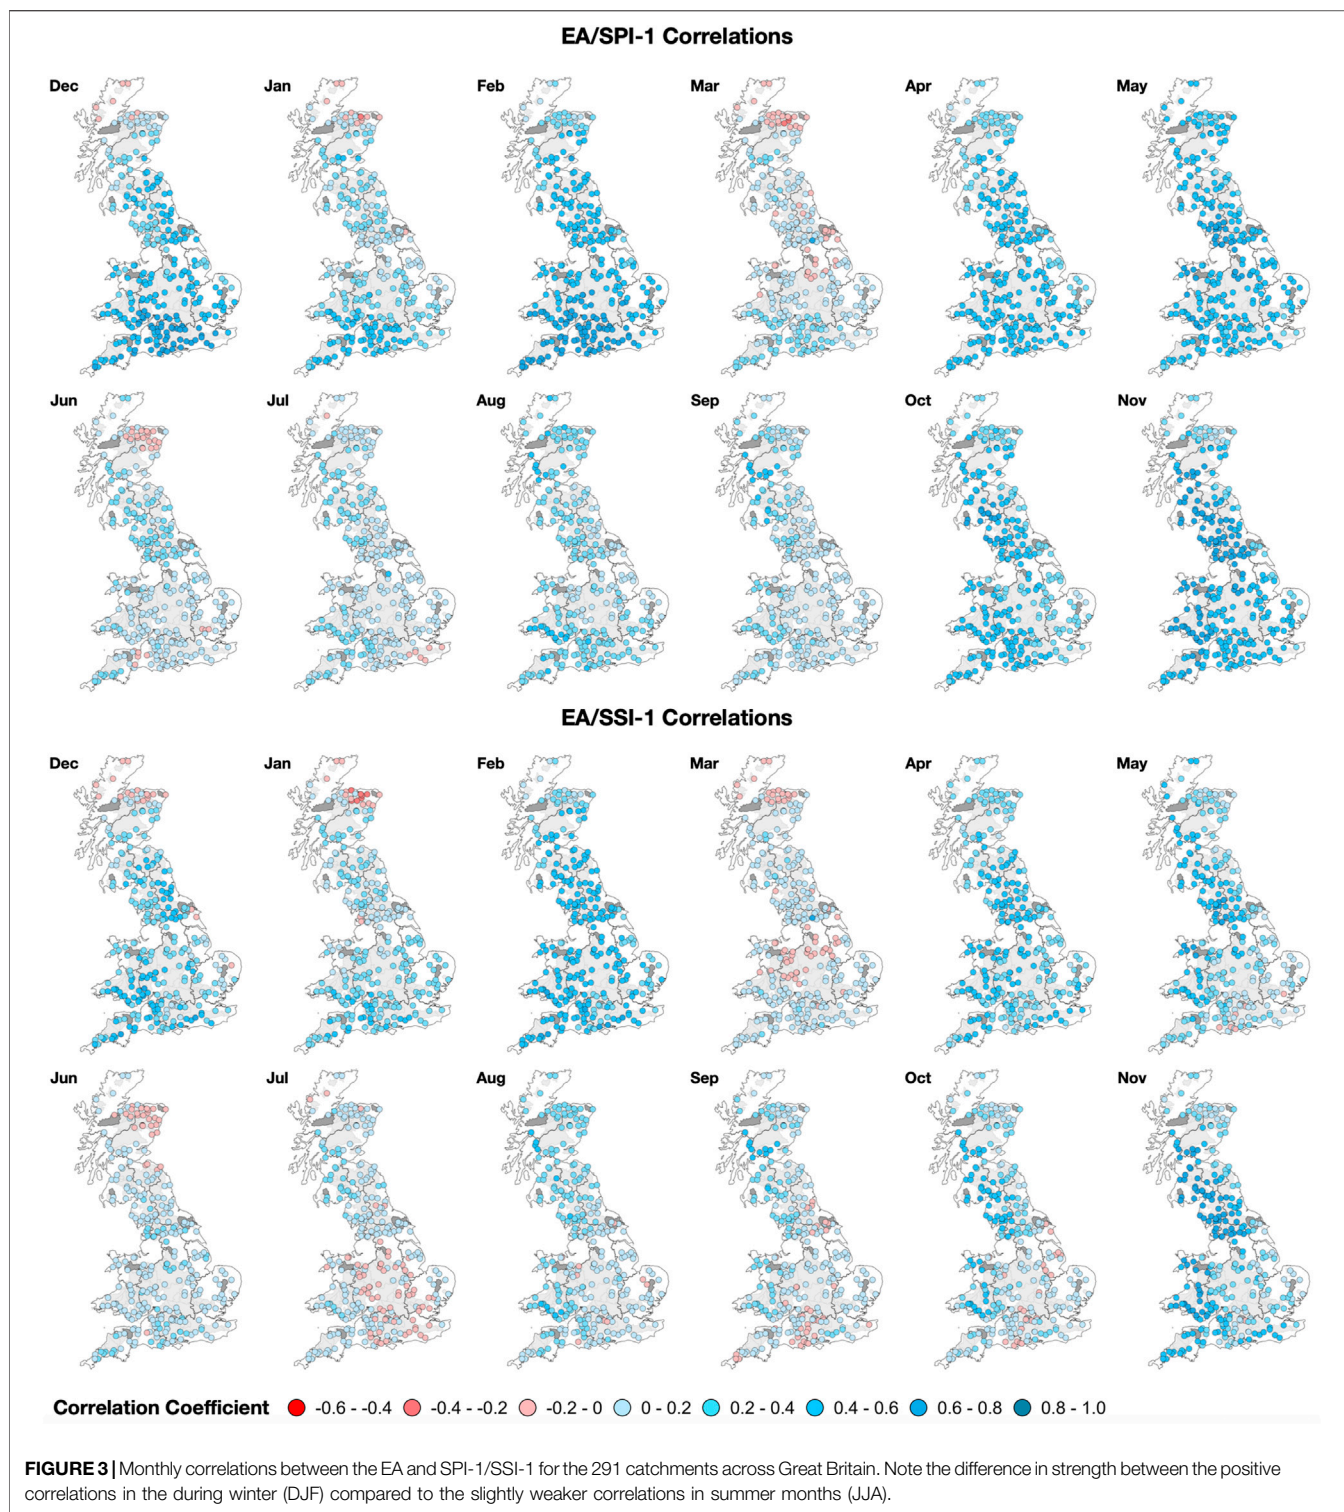 EA/SPI-1 Correlations
Dec Jan Feb Mar Apr May
Jun Jul Aug Sep Oct Nov
EA/SSI-1 Correlations
Dec Jan Feb Mar Apr May
Jun Jul Aug Sep Oct Nov
Correlation Coefficient -0.6 - -0.4 -0.4 - -0.2 -0.2 - 0 0 - 0.2 0.2 - 0.4 0.4 - 0.6 0.6 - 0.8 0.8 - 1.0
FIGURE 3 | Monthly correlations between the EA and SPI-1/SSI-1 for the 291 catchments across Great Britain. Note the difference in strength between the positive
correlations in the during winter (DJF) compared to the slightly weaker correlations in summer months (JJA).